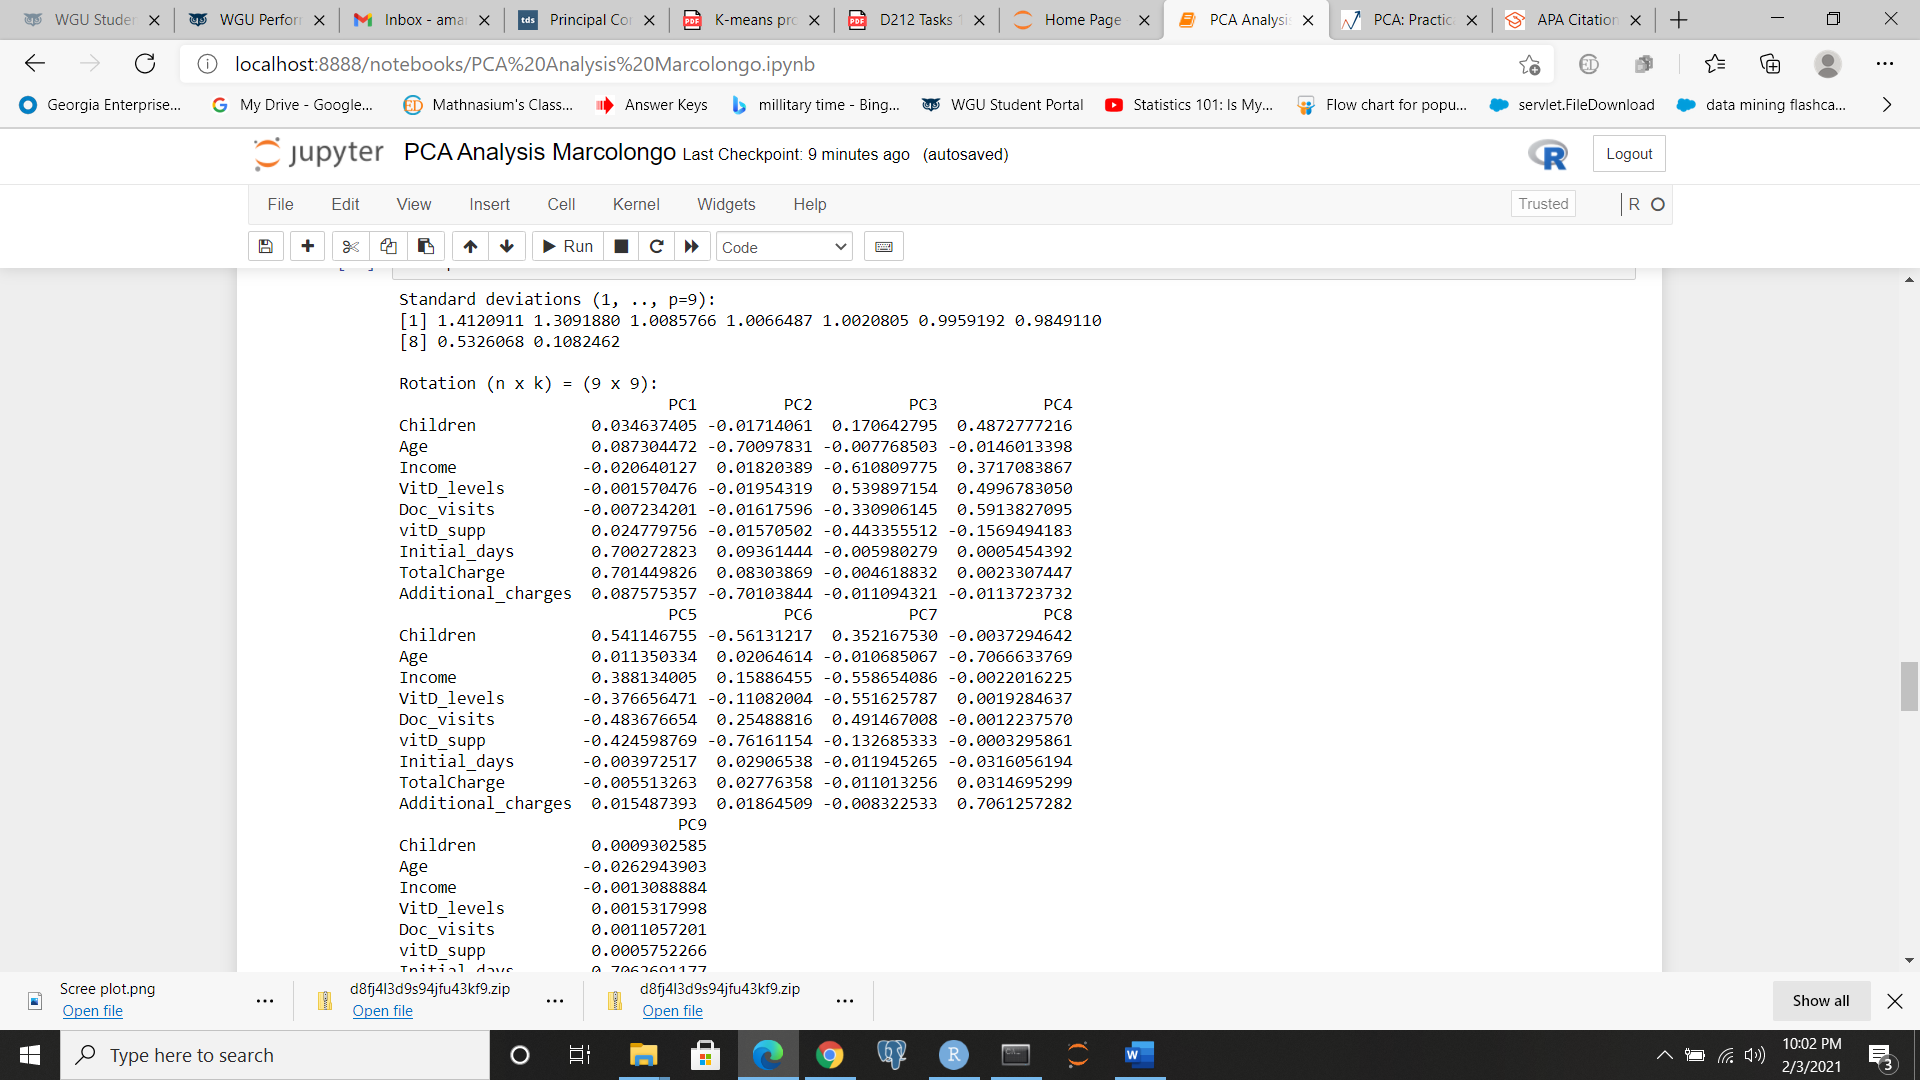 WGU Studen
WGU Perfor
Inbox - ama
tds Principal Co
PDF K-means pro
PDF D212 Tasks 1
Home Page
PCA Analysis
PCA: Practic
APA Citation
localhost:8888/notebooks/PCA%20Analysis%20Marcolongo.ipynb
Georgia Enterprise...
My Drive - Google...
Mathnasium's Class...
Answer Keys
millitary time - Bing...
WGU Student Portal
Statistics 101: Is My...
Flow chart for popu...
servlet.FileDownload
data mining flashca...
jupyter PCA Analysis Marcolongo Last Checkpoint: 9 minutes ago (autosaved)
R
Logout
File Edit View Insert Cell Kernel Widgets Help
Trusted
R
Run
Code
Standard deviations (1, .., p=9):
[1] 1.4120911 1.3091880 1.0085766 1.0066487 1.0020805 0.9959192 0.9849110
[8] 0.5326068 0.1082462
Rotation (n x k) = (9 x 9):
PC1 PC2 PC3 PC4
Children 0.034637405 -0.01714061 0.170642795 0.4872777216
Age 0.087304472 -0.70097831 -0.007768503 -0.0146013398
Income -0.020640127 0.01820389 -0.610809775 0.3717083867
VitD_levels -0.001570476 -0.01954319 0.539897154 0.4996783050
Doc_visits -0.007234201 -0.01617596 -0.330906145 0.5913827095
vitD_supp 0.024779756 -0.01570502 -0.443355512 -0.1569494183
Initial_days 0.700272823 0.09361444 -0.005980279 0.0005454392
TotalCharge 0.701449826 0.08303869 -0.004618832 0.0023307447
Additional_charges 0.087575357 -0.70103844 -0.011094321 -0.0113723732
PC5 PC6 PC7 PC8
Children 0.541146755 -0.56131217 0.352167530 -0.0037294642
Age 0.011350334 0.02064614 -0.010685067 -0.7066633769
Income 0.388134005 0.15886455 -0.558654086 -0.0022016225
VitD_levels -0.376656471 -0.11082004 -0.551625787 0.0019284637
Doc_visits -0.483676654 0.25488816 0.491467008 -0.0012237570
vitD_supp -0.424598769 -0.76161154 -0.132685333 -0.0003295861
Initial_days -0.003972517 0.02906538 -0.011945265 -0.0316056194
TotalCharge -0.005513263 0.02776358 -0.011013256 0.0314695299
Additional_charges 0.015487393 0.01864509 -0.008322533 0.7061257282
PC9
Children 0.0009302585
Age -0.0262943903
Income -0.0013088884
VitD_levels 0.0015317998
Doc_visits 0.0011057201
vitD_supp 0.0005752266
Initial_days 0.7062691177
Scree plot.png
Open file
d8fj4l3d9s94jfu43kf9.zip
Open file
d8fj4l3d9s94jfu43kf9.zip
Open file
Show all
Type here to search
10:02 PM
2/3/2021
3